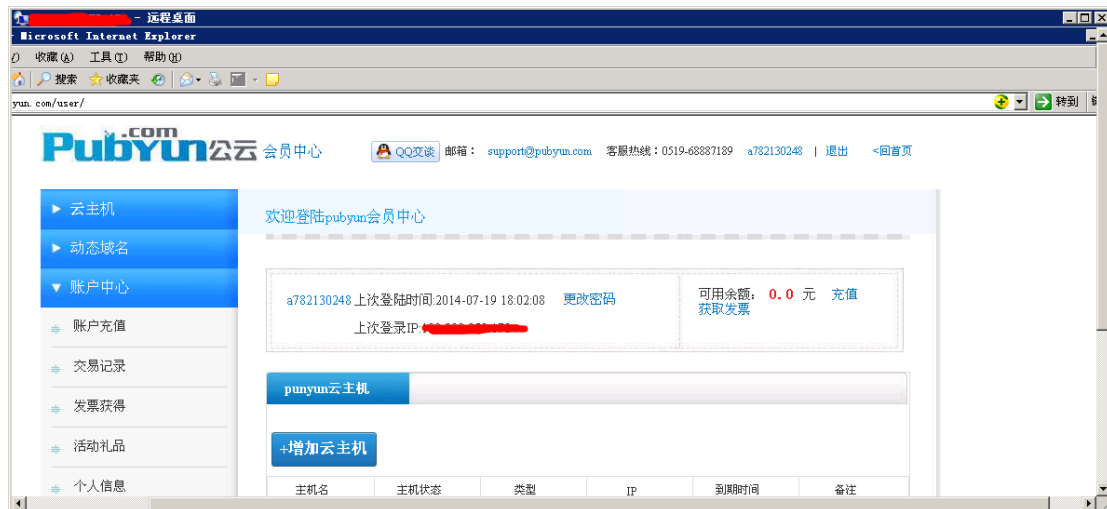 - 远程桌面
Microsoft Internet Explorer
收藏(A) 工具(T) 帮助(H)
搜索 收藏夹
yun.com/user/ 转到
Pubyun.com公云 会员中心 QQ交谈 邮箱： support@pubyun.com 客服热线：0519-68887189 a782130248 | 退出 <回首页
云主机
欢迎登陆pubyun会员中心
动态域名
账户中心
a782130248 上次登陆时间:2014-07-19 18:02:08 更改密码
可用余额： 0.0 元 充值
获取发票
上次登录IP:
账户充值
交易记录
punyun云主机
发票获得
活动礼品
+增加云主机
个人信息
主机名 主机状态 类型 IP 到期时间 备注